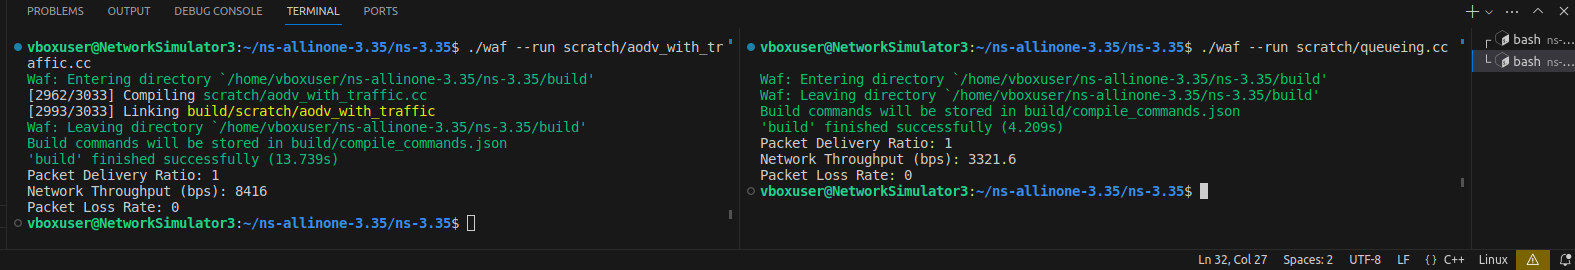 PROBLEMS OUTPUT DEBUG CONSOLE TERMINAL PORTS
vboxuser@NetworkSimulator3:~/ns-allinone-3.35/ns-3.35$ ./waf --run scratch/aodv_with_tr
affic.cc
Waf: Entering directory `/home/vboxuser/ns-allinone-3.35/ns-3.35/build'
[2962/3033] Compiling scratch/aodv_with_traffic.cc
[2993/3033] Linking build/scratch/aodv_with_traffic
Waf: Leaving directory `/home/vboxuser/ns-allinone-3.35/ns-3.35/build'
Build commands will be stored in build/compile_commands.json
'build' finished successfully (13.739s)
Packet Delivery Ratio: 1
Network Throughput (bps): 8416
Packet Loss Rate: 0
vboxuser@NetworkSimulator3:~/ns-allinone-3.35/ns-3.35$
vboxuser@NetworkSimulator3:~/ns-allinone-3.35/ns-3.35$ ./waf --run scratch/queueing.cc
Waf: Entering directory `/home/vboxuser/ns-allinone-3.35/ns-3.35/build'
Waf: Leaving directory `/home/vboxuser/ns-allinone-3.35/ns-3.35/build'
Build commands will be stored in build/compile_commands.json
'build' finished successfully (4.209s)
Packet Delivery Ratio: 1
Network Throughput (bps): 3321.6
Packet Loss Rate: 0
vboxuser@NetworkSimulator3:~/ns-allinone-3.35/ns-3.35$
bash ns-...
bash ns-...
Ln 32, Col 27 Spaces: 2 UTF-8 LF {} C++ Linux